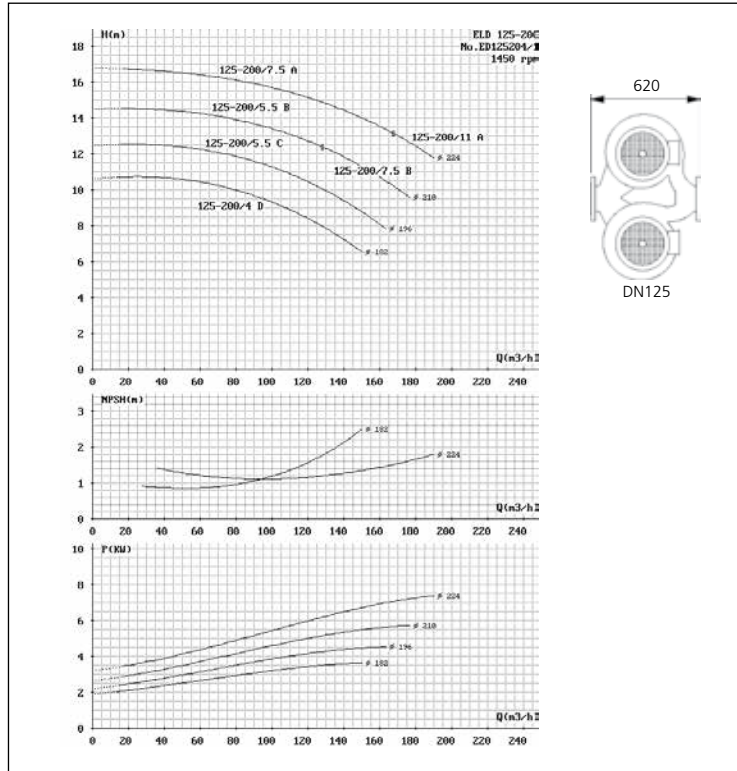 H(m)
ELD 125-200
No.ED125204/1
1450 rpm
18
16
14
12
10
8
6
4
2
0
125-200/7.5 A
125-200/5.5 B
125-200/5.5 C
125-200/4 D
125-200/11 A
125-200/7.5 B
ø 224
ø 210
ø 196
ø 182
Q(m3/h)
0 20 40 60 80 100 120 140 160 180 200 220 240
NPSH(m)
3
2
1
0
ø 182
ø 224
Q(m3/h)
0 20 40 60 80 100 120 140 160 180 200 220 240
P(KW)
10
8
6
4
2
0
ø 224
ø 210
ø 196
ø 182
Q(m3/h)
0 20 40 60 80 100 120 140 160 180 200 220 240
620
DN125